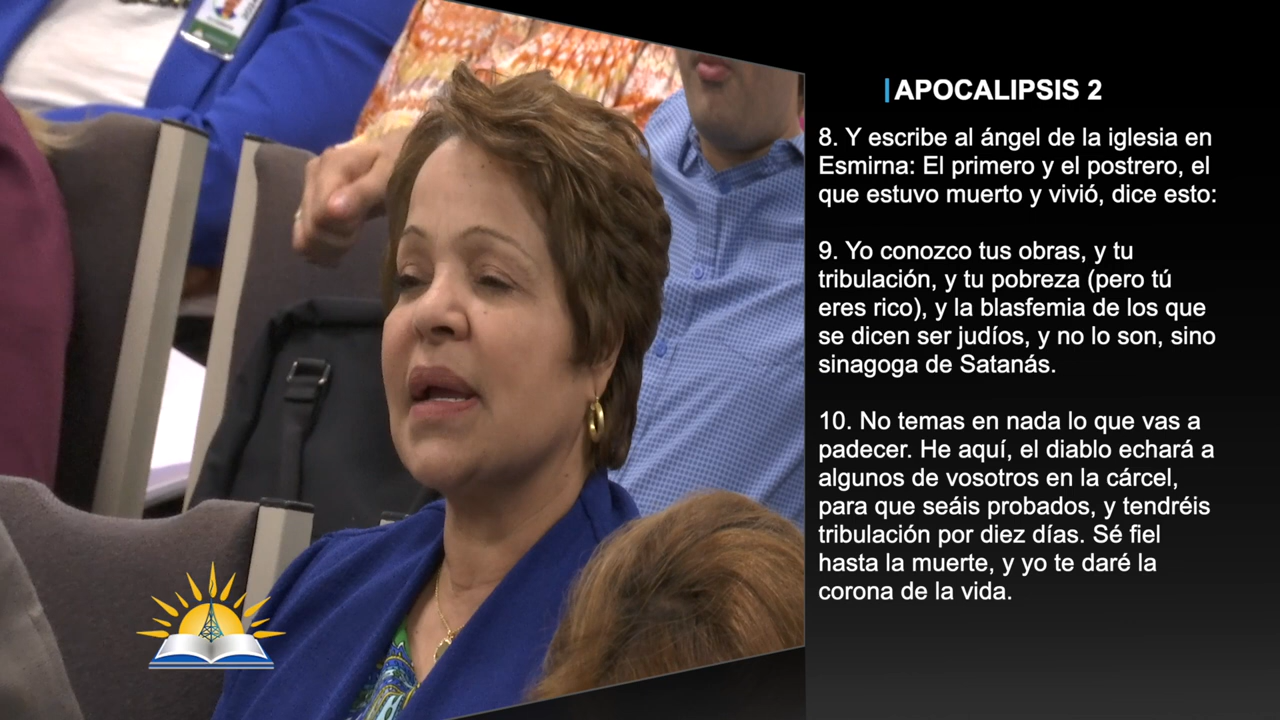 APOCALIPSIS 2
8. Y escribe al ángel de la iglesia en
Esmirna: El primero y el postrero, el
que estuvo muerto y vivió, dice esto:
9. Yo conozco tus obras, y tu
tribulación, y tu pobreza (pero tú
eres rico), y la blasfemia de los que
se dicen ser judíos, y no lo son, sino
sinagoga de Satanás.
10. No temas en nada lo que vas a
padecer. He aquí, el diablo echará a
algunos de vosotros en la cárcel,
para que seáis probados, y tendréis
tribulación por diez días. Sé fiel
hasta la muerte, y yo te daré la
corona de la vida.